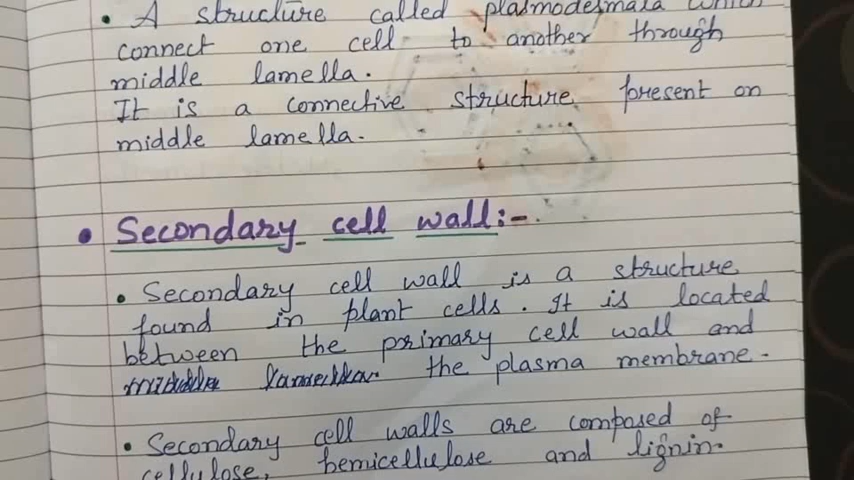 • A structure called plasmodesmata which
connect one cell to another through
middle lamella.
It is a connective structure present on
middle lamella.
• Secondary cell wall:-
• Secondary cell wall is a structure
found in plant cells. It is located
between the primary cell wall and
middle lamella the plasma membrane.
• Secondary cell walls are composed of
cellulose, hemicellulose and lignin.